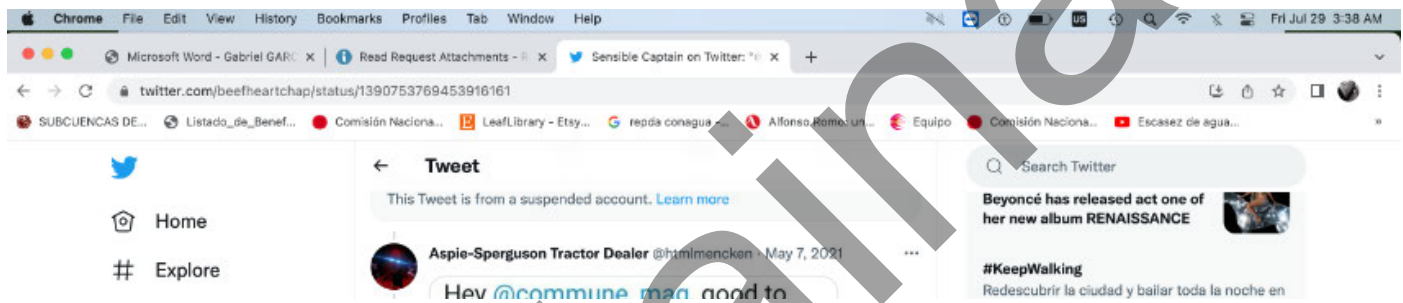 Chrome File Edit View History Bookmarks Profiles Tab Window Help US Fri Jul 29 3:38 AM
Microsoft Word - Gabriel GARC Read Request Attachments - Sensible Captain on Twitter: "
twitter.com/beefheartchap/status/1390753769453916161
SUBCUENCAS DE... Listado_de_Benef... Comisión Naciona... LeafLibrary - Etsy... repda conagua -... Alfonso Romo: un... Equipo Comisión Naciona... Escasez de agua... »
← Tweet
Search Twitter
This Tweet is from a suspended account. Learn more
Beyoncé has released act one of
her new album RENAISSANCE
Home
Aspie-Sperguson Tractor Dealer @htmlmencken · May 7, 2021
# Explore
#KeepWalking
Hey @commune_mag, good to
Redescubrir la ciudad y bailar toda la noche en